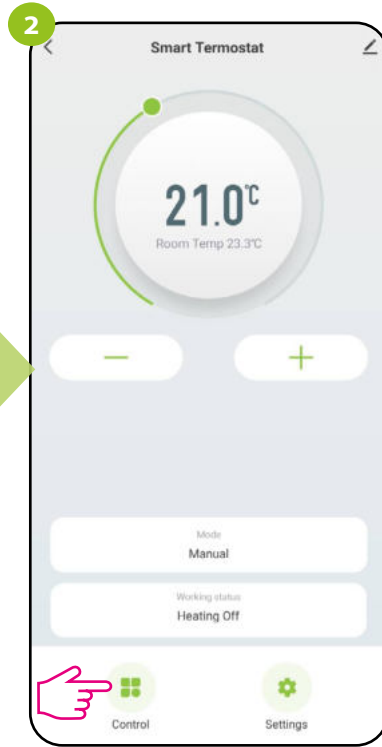 2
Smart Termostat
21.0℃
Room Temp 23.3℃
Mode
Manual
Working status
Heating Off
Control
Settings